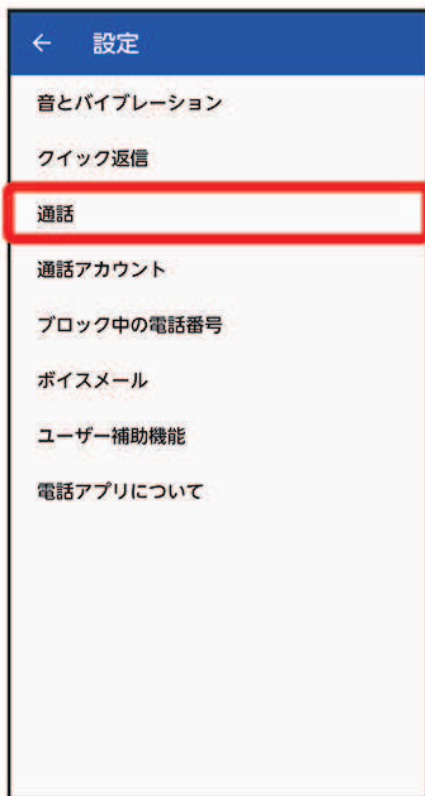 設定
音とバイブレーション
クイック返信
通話
通話アカウント
ブロック中の電話番号
ボイスメール
ユーザー補助機能
電話アプリについて